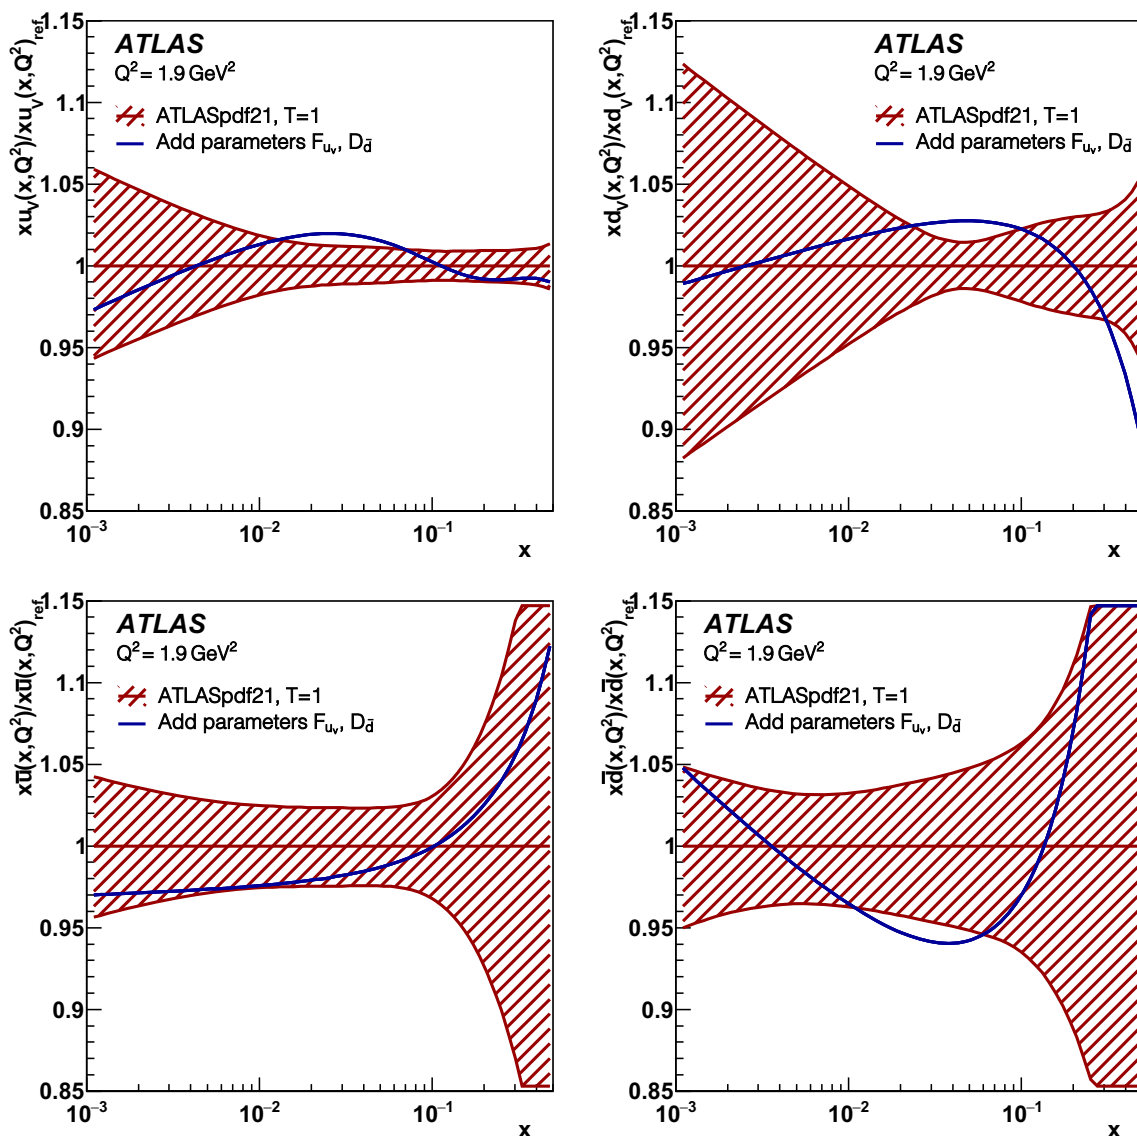 ATLAS
Q² = 1.9 GeV²
ATLASpdf21, T=1
Add parameters F_{u_v}, D_{d̄}
xu_V(x,Q²)/xu_V(x,Q²)_{ref}
1.15
1.1
1.05
1
0.95
0.9
0.85
10⁻³
10⁻²
10⁻¹
x
ATLAS
Q² = 1.9 GeV²
ATLASpdf21, T=1
Add parameters F_{u_v}, D_{d̄}
xd_V(x,Q²)/xd_V(x,Q²)_{ref}
1.15
1.1
1.05
1
0.95
0.9
0.85
10⁻³
10⁻²
10⁻¹
x
ATLAS
Q² = 1.9 GeV²
ATLASpdf21, T=1
Add parameters F_{u_v}, D_{d̄}
xū(x,Q²)/xū(x,Q²)_{ref}
1.15
1.1
1.05
1
0.95
0.9
0.85
10⁻³
10⁻²
10⁻¹
x
ATLAS
Q² = 1.9 GeV²
ATLASpdf21, T=1
Add parameters F_{u_v}, D_{d̄}
xd̄(x,Q²)/xd̄(x,Q²)_{ref}
1.15
1.1
1.05
1
0.95
0.9
0.85
10⁻³
10⁻²
10⁻¹
x